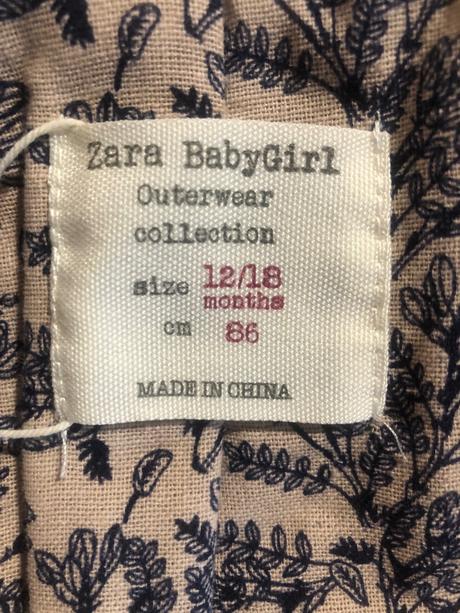 Zara BabyGirl
Outerwear
collection
size 12/18
months
cm 86
MADE IN CHINA